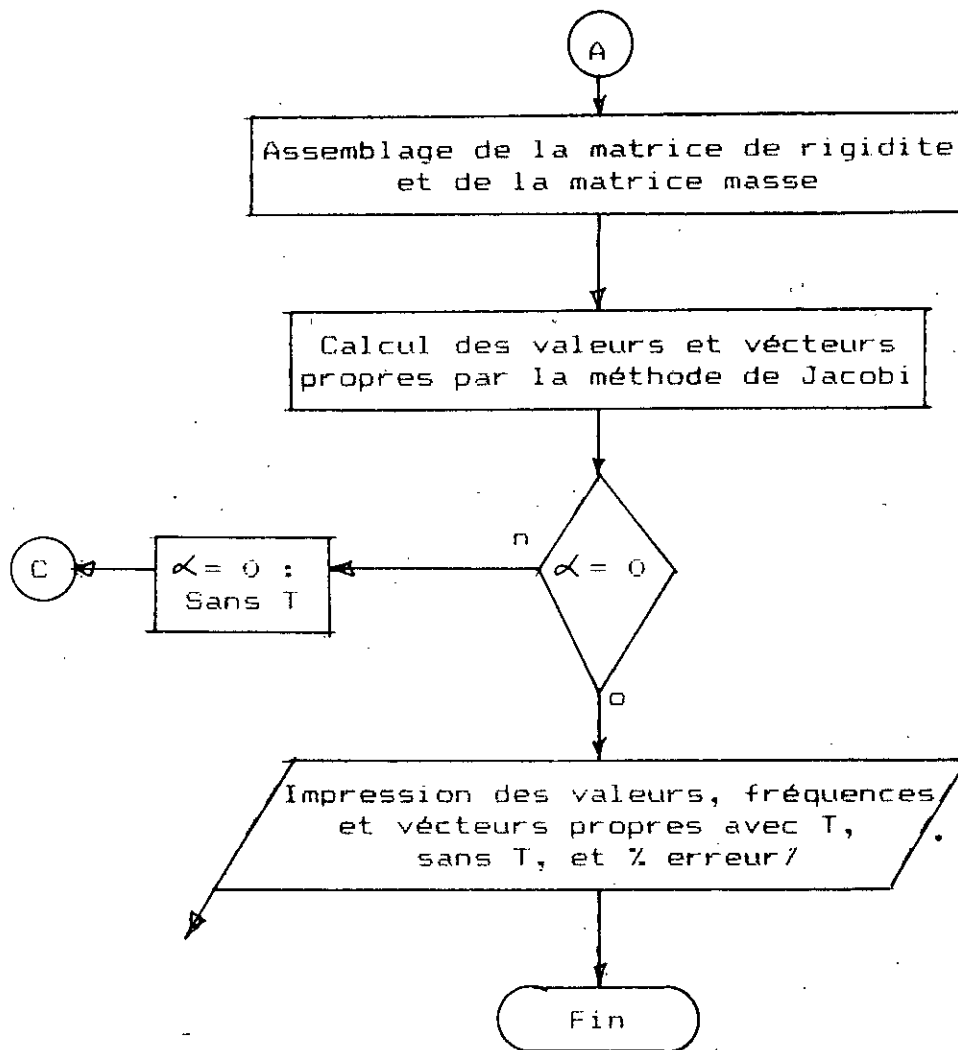 A
Assemblage de la matrice de rigidite
et de la matrice masse
Calcul des valeurs et vécteurs
propres par la méthode de Jacobi
n
α = 0
C
α = 0 :
Sans T
o
Impression des valeurs, fréquences
et vécteurs propres avec T,
sans T, et % erreur/
Fin